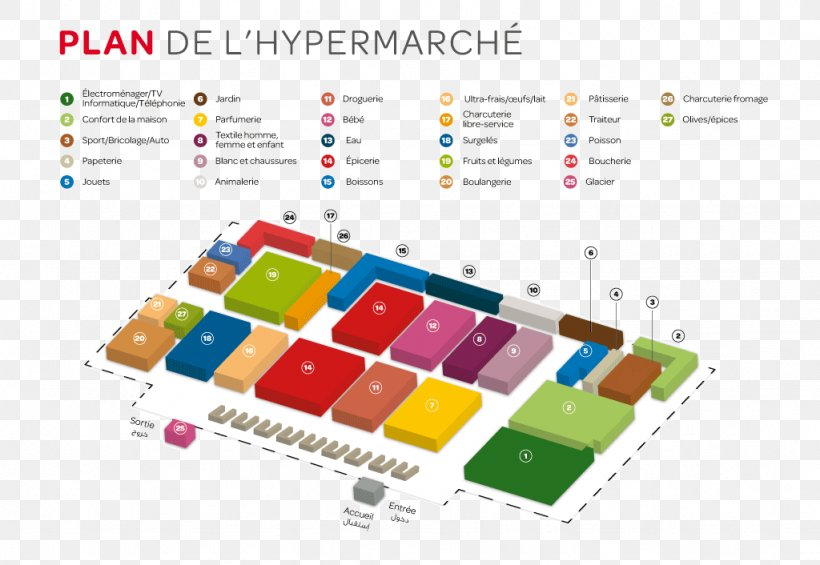 PLAN DE L'HYPERMARCHÉ
1 Électroménager/TV
Informatique/Téléphonie
2 Confort de la maison
3 Sport/Bricolage/Auto
4 Papeterie
5 Jouets
6 Jardin
7 Parfumerie
8 Textile homme,
femme et enfant
9 Blanc et chaussures
10 Animalerie
11 Droguerie
12 Bébé
13 Eau
14 Épicerie
15 Boissons
16 Ultra-frais/œufs/lait
17 Charcuterie
libre-service
18 Surgelés
19 Fruits et légumes
20 Boulangerie
21 Pâtisserie
22 Traiteur
23 Poisson
24 Boucherie
25 Glacier
26 Charcuterie fromage
27 Olives/épices
24
17
26
15
13
10
6
4
3
2
23
22
19
14
12
8
9
5
21
27
20
18
16
14
11
7
2
1
Sortie
خروج
25
Accueil
إستقبال
Entrée
دخول